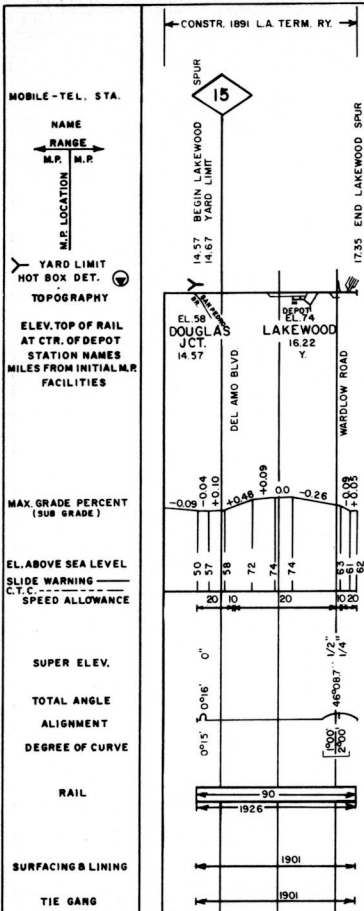 CONSTR. 1891 L.A. TERM. RY.
MOBILE-TEL. STA.
15
SPUR
NAME
RANGE
M.P. M.P.
M.P. LOCATION
14.57 BEGIN LAKEWOOD
14.67 YARD LIMIT
17.35 END LAKEWOOD SPUR
YARD LIMIT
HOT BOX DET.
TOPOGRAPHY
SAN PEDRO BR.
DEPOT
ELEV. TOP OF RAIL
AT CTR. OF DEPOT
STATION NAMES
MILES FROM INITIAL M.P.
FACILITIES
EL.58
DOUGLAS
JCT.
14.57
EL.74
LAKEWOOD
16.22
Y.
DEL AMO BLVD.
WARDLOW ROAD
MAX. GRADE PERCENT
(SUB GRADE)
-0.09
-0.04
+0.10
+0.48
+0.09
0.0
-0.26
-0.09
+0.05
EL. ABOVE SEA LEVEL
50 57 58 72 74 74 63 61 62
SLIDE WARNING
C.T.C.
SPEED ALLOWANCE
20 10 20 10 20
SUPER ELEV.
0"
1/2"
1/4"
TOTAL ANGLE
0°16'
46°08.7'
ALIGNMENT
DEGREE OF CURVE
0°15'
1°00'
2°00'
RAIL
90
1926
SURFACING & LINING
1901
TIE GANG
1901